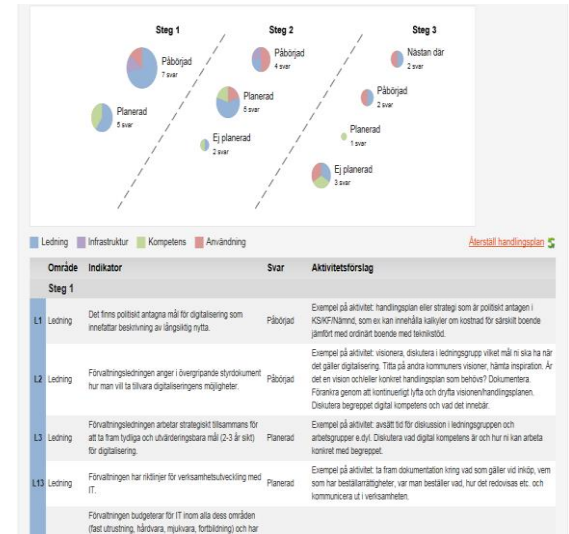 Steg 1
Steg 2
Steg 3
Påbörjad
7 svar
Påbörjad
4 svar
Nästan där
2 svar
Planerad
5 svar
Planerad
5 svar
Påbörjad
2 svar
Ej planerad
2 svar
Planerad
1 svar
Ej planerad
3 svar
Ledning Infrastruktur Kompetens Användning Återställ handlingsplan
Område Indikator Svar Aktivitetsförslag
Steg 1
L1 Ledning
Det finns politiskt antagna mål för digitalisering som
innefattar beskrivning av långsiktig nytta.
Påbörjad
Exempel på aktivitet: handlingsplan eller strategi som är politiskt antagen i
KS/KF/Nämnd, som ex kan innehålla kalkyler om kostnad för särskilt boende
jämfört med ordinärt boende med teknikstöd.
L2 Ledning
Förvaltningsledningen anger i övergripande styrdokument
hur man vill ta tillvara digitaliseringens möjligheter.
Påbörjad
Exempel på aktivitet: visionera, diskutera i ledningsgrupp vilket mål ni ska ha när
det gäller digitalisering. Titta på andra kommuners visioner, hämta inspiration. Är
det en vision och/eller konkret handlingsplan som behövs? Dokumentera.
Förankra genom att kontinuerligt lyfta och dryfta visionen/handlingsplanen.
Diskutera begreppet digital kompetens och vad det innebär.
L3 Ledning
Förvaltningsledningen arbetar strategiskt tillsammans för
att ta fram tydliga och utvärderingsbara mål (2-3 år sikt)
för digitalisering.
Planerad
Exempel på aktivitet: avsätt tid för diskussion i ledningsgruppen och
arbetsgrupper e.dyl. Diskutera vad digital kompetens är och hur ni kan arbeta
konkret med begreppet.
L13 Ledning
Förvaltningen har riktlinjer för verksamhetsutveckling med
IT.
Planerad
Exempel på aktivitet: ta fram dokumentation kring vad som gäller vid inköp, vem
som har beställarrättigheter, var man beställer vad, hur det redovisas etc. och
kommunicera ut i verksamheten.
Förvaltningen budgeterar för IT inom alla dess områden
(fast utrustning, hårdvara, mjukvara, fortbildning) och har